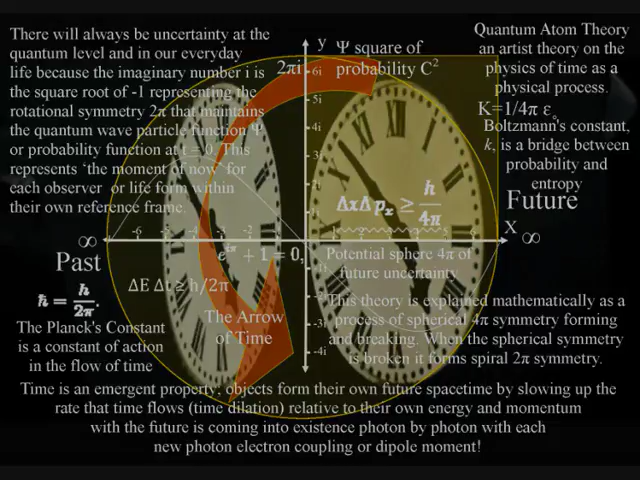 There will always be uncertainty at the
quantum level and in our everyday
life because the imaginary number i is
the square root of -1 representing the
rotational symmetry 2π that maintains
the quantum wave particle function Ψ
or probability function at t = 0. This
represents ‘the moment of now’ for
each observer or life form within
their own reference frame.
y
2πi
6i
5i
4i
3i
Ψ square of
probability C²
Quantum Atom Theory
an artist theory on the
physics of time as a
physical process.
K=1/4π ε。
Boltzmann's constant,
k, is a bridge between
probability and
entropy
Future
X
∞
ΔxΔpₓ ≥ h/4π
∞
Past
-6 -5 -4 -3 -2
e^iπ + 1 = 0,
Potential sphere 4π of
future uncertainty
ΔE Δt ≥ h/2π
ħ = h/2π.
The Planck's Constant
is a constant of action
in the flow of time
The Arrow
of Time
-3i
-4i
This theory is explained mathematically as a
process of spherical 4π symmetry forming
and breaking. When the spherical symmetry
is broken it forms spiral 2π symmetry.
Time is an emergent property: objects form their own future spacetime by slowing up the
rate that time flows (time dilation) relative to their own energy and momentum
with the future is coming into existence photon by photon with each
new photon electron coupling or dipole moment!